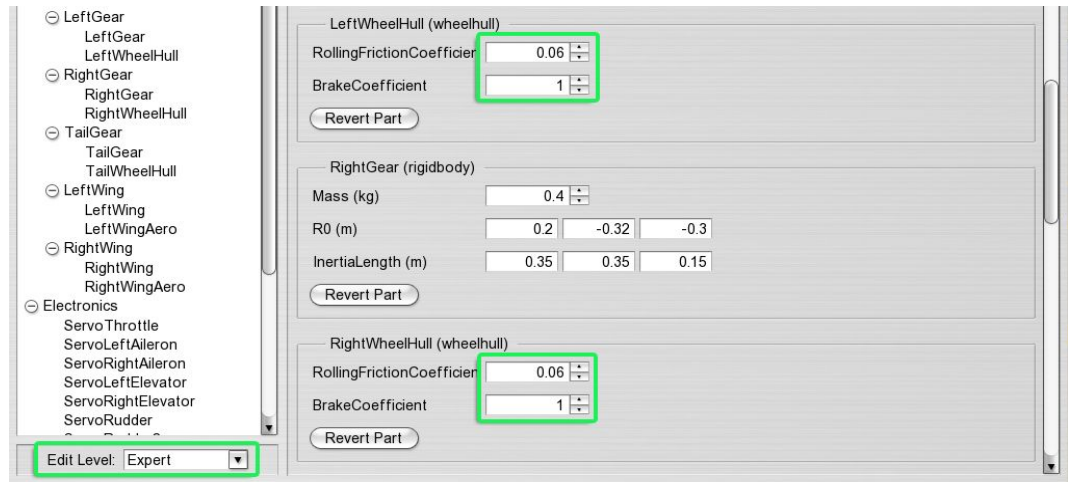 LeftGear
LeftGear
LeftWheelHull
RightGear
RightGear
RightWheelHull
TailGear
TailGear
TailWheelHull
LeftWing
LeftWing
LeftWingAero
RightWing
RightWing
RightWingAero
Electronics
ServoThrottle
ServoLeftAileron
ServoRightAileron
ServoLeftElevator
ServoRightElevator
ServoRudder
Edit Level: Expert
LeftWheelHull (wheelhull)
RollingFrictionCoefficien 0.06
BrakeCoefficient 1
Revert Part
RightGear (rigidbody)
Mass (kg) 0.4
R0 (m) 0.2 -0.32 -0.3
InertiaLength (m) 0.35 0.35 0.15
Revert Part
RightWheelHull (wheelhull)
RollingFrictionCoefficien 0.06
BrakeCoefficient 1
Revert Part